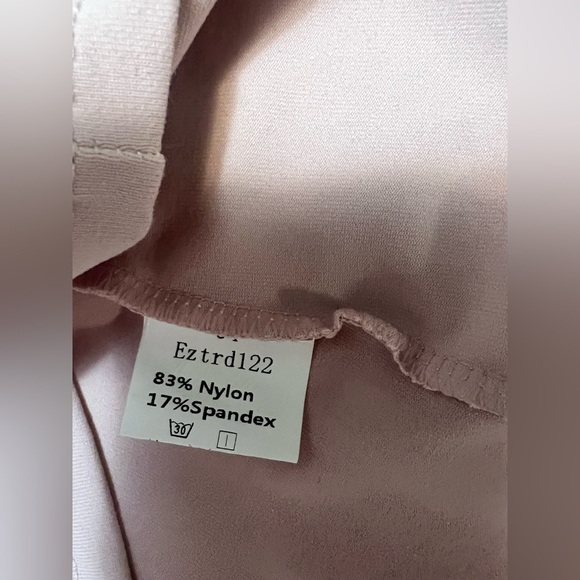 Eztrd122
83% Nylon
17%Spandex
30